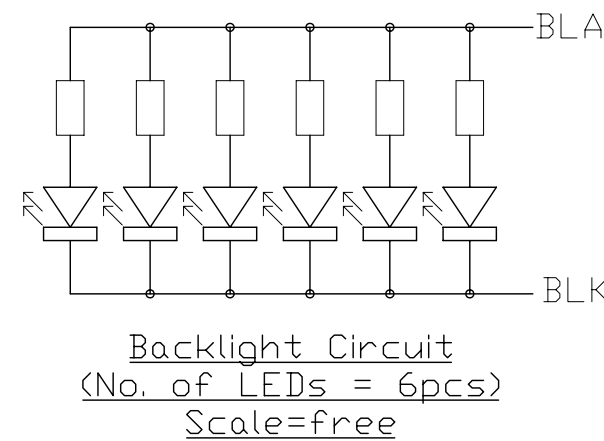 BLA
BLK
Backlight Circuit
(No. of LEDs = 6pcs)
Scale=free